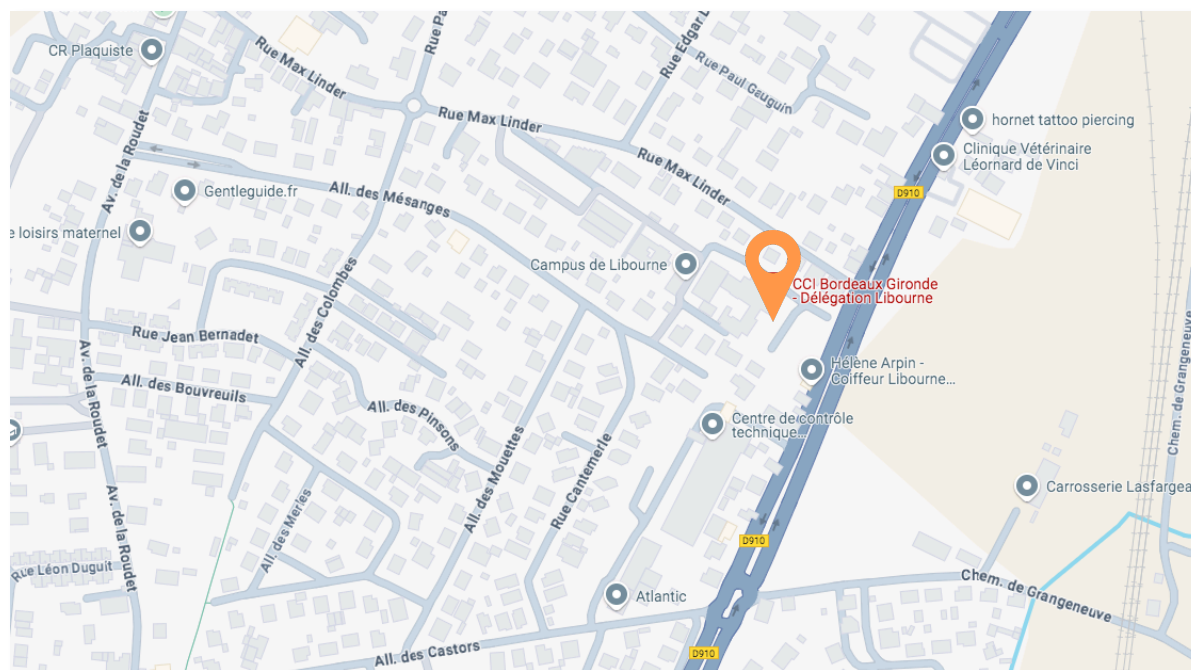 CR Plaquiste
Rue Max Linder
Rue Edgar
Rue Paul Gauguin
Rue Max Linder
hornet tattoo piercing
Av. de la Roudet
Rue Max Linder
Clinique Vétérinaire
Léonard de Vinci
Gentleguide.fr
All. des Mésanges
D910
e loisirs maternel
Campus de Libourne
CCI Bordeaux Gironde
- Délégation Libourne
All. des Colombes
Rue Jean Bernadet
Av. de la Roudet
All. des Bouvreuils
Hélène Arpin -
Coiffeur Libourne...
Chem. de Grangeneuve
All. des Pinsons
Centre de contrôle
technique...
All. des Mouettes
Rue Cantemerle
Carrosserie Lasfargea
Av. de la Roudet
All. des Merles
D910
Rue Léon Duguit
Chem. de Grangeneuve
Atlantic
All. des Castors
D910